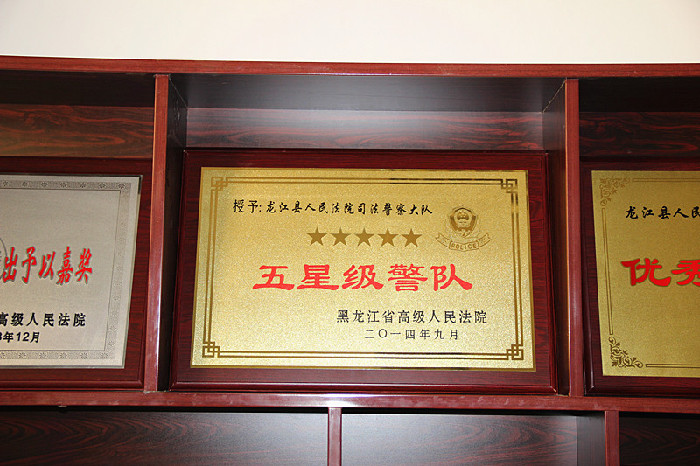 出予以嘉奖
高级人民法院
年12月
授予:龙江县人民法院司法警察大队
五星级警队
黑龙江省高级人民法院
二〇一四年九月
龙江县人民
优秀